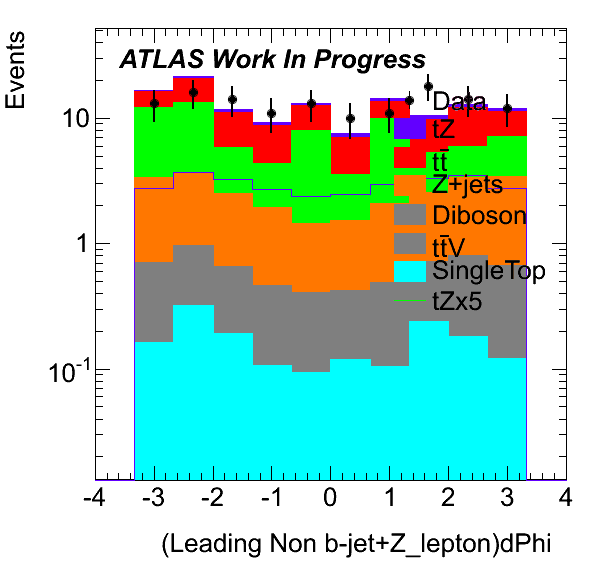 ATLAS Work In Progress
Events
Data
tZ
tt̄
Z+jets
Diboson
tt̄V
SingleTop
tZx5
10
1
10⁻¹
-4 -3 -2 -1 0 1 2 3 4
(Leading Non b-jet+Z_lepton)dPhi